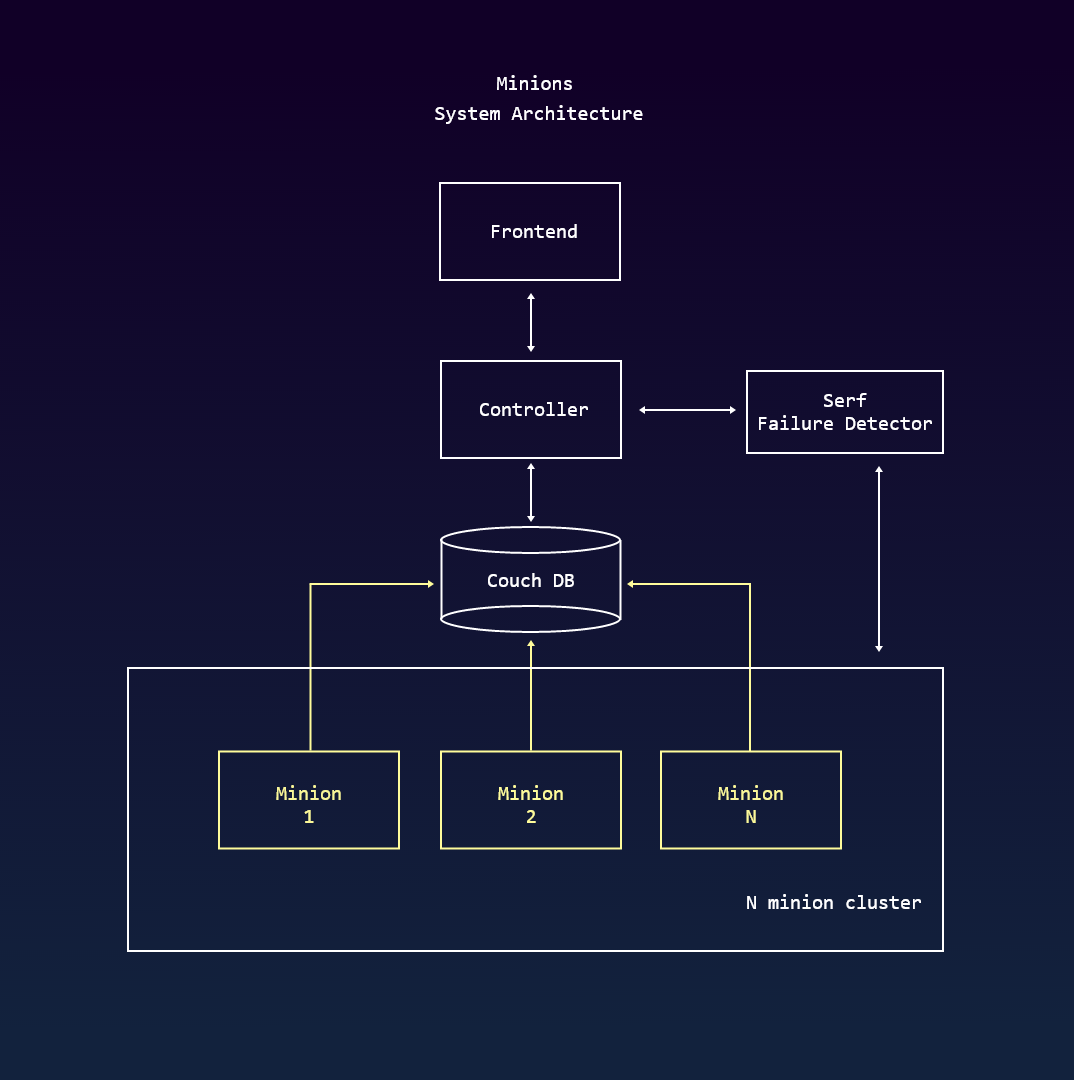 Minions
System Architecture
Frontend
Controller
Serf
Failure Detector
Couch DB
Minion
1
Minion
2
Minion
N
N minion cluster